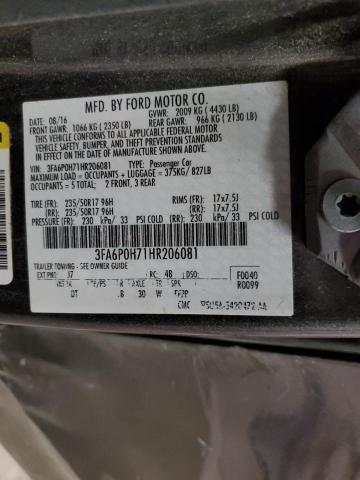 MFD. BY FORD MOTOR CO.
DATE: 08/16 GVWR: 2009 KG ( 4430 LB)
FRONT GAWR: 1066 KG ( 2350 LB) REAR GAWR: 966 KG ( 2130 LB)
THIS VEHICLE CONFORMS TO ALL APPLICABLE FEDERAL MOTOR
VEHICLE SAFETY, BUMPER, AND THEFT PREVENTION STANDARDS
IN EFFECT ON THE DATE OF MANUFACTURE SHOWN ABOVE.
VIN: 3FA6P0H71HR206081 TYPE: Passenger Car
MAXIMUM LOAD = OCCUPANTS + LUGGAGE = 375KG / 827LB
OCCUPANTS = 5 TOTAL: 2 FRONT, 3 REAR
TIRE (FR): 235/50R17 96H RIMS (FR): 17x7.5J
(RR): 235/50R17 96H (RR): 17x7.5J
PRESSURE (FR) 230 kPa/ 33 PSI COLD (RR) 230 kPa/ 33 PSI COLD
3FA6P0H71HR206081
TRAILER TOWING - SEE OWNER GUIDE
EXT PNT: RC: 48 DSO: F0040
R0099
30